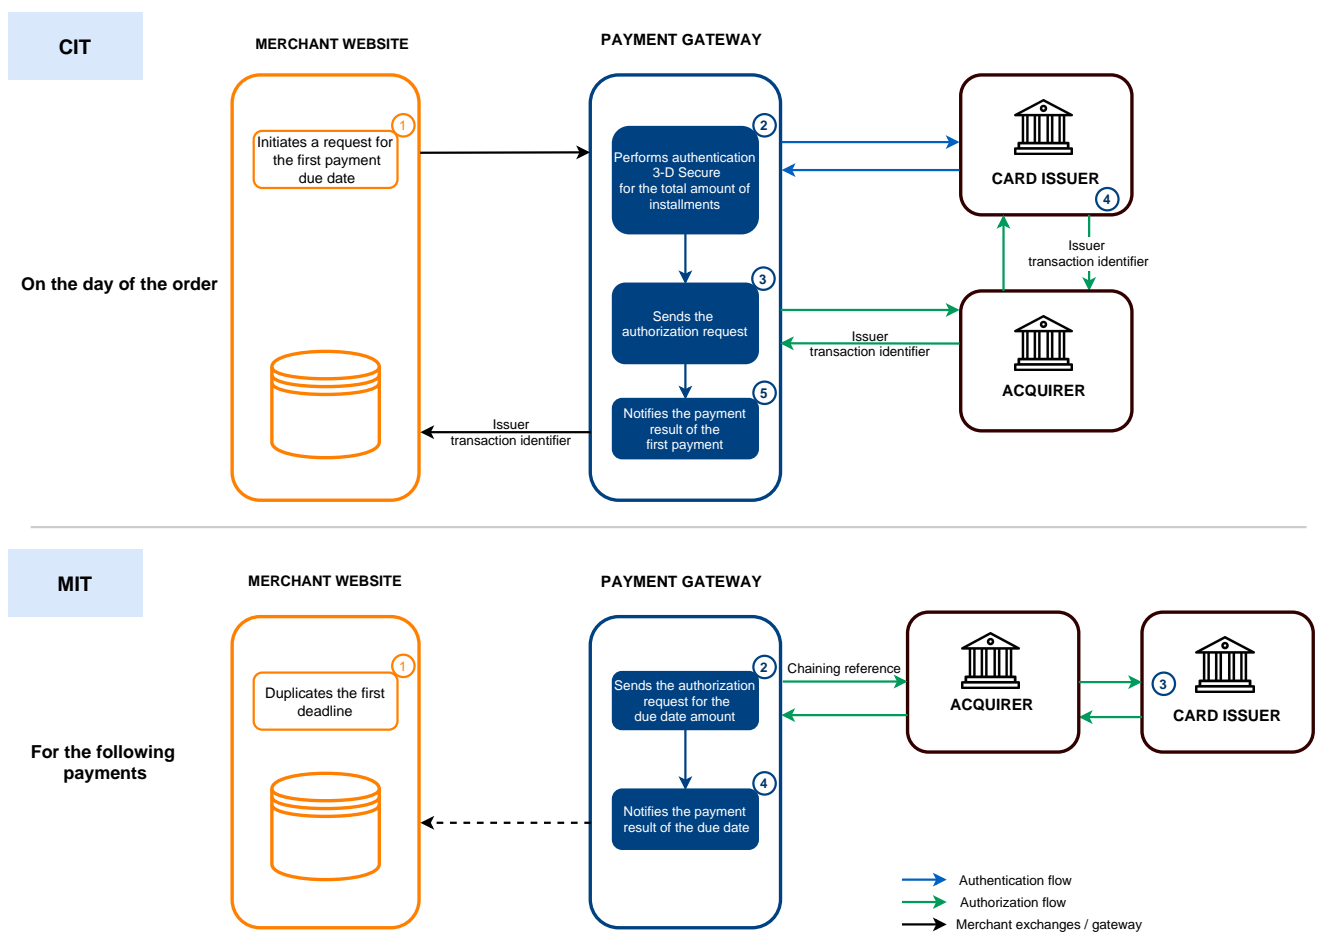 CIT
MERCHANT WEBSITE
PAYMENT GATEWAY
1
Initiates a request for
the first payment
due date
2
Performs authentication
3-D Secure
for the total amount of
installments
CARD ISSUER
4
Issuer
transaction identifier
On the day of the order
3
Sends the
authorization request
Issuer
transaction identifier
ACQUIRER
5
Notifies the payment
result of the
first payment
Issuer
transaction identifier
MIT
MERCHANT WEBSITE
PAYMENT GATEWAY
1
Duplicates the first
deadline
2
Sends the authorization
request for the
due date amount
Chaining reference
ACQUIRER
3
CARD ISSUER
For the following
payments
4
Notifies the payment
result of the due date
Authentication flow
Authorization flow
Merchant exchanges / gateway